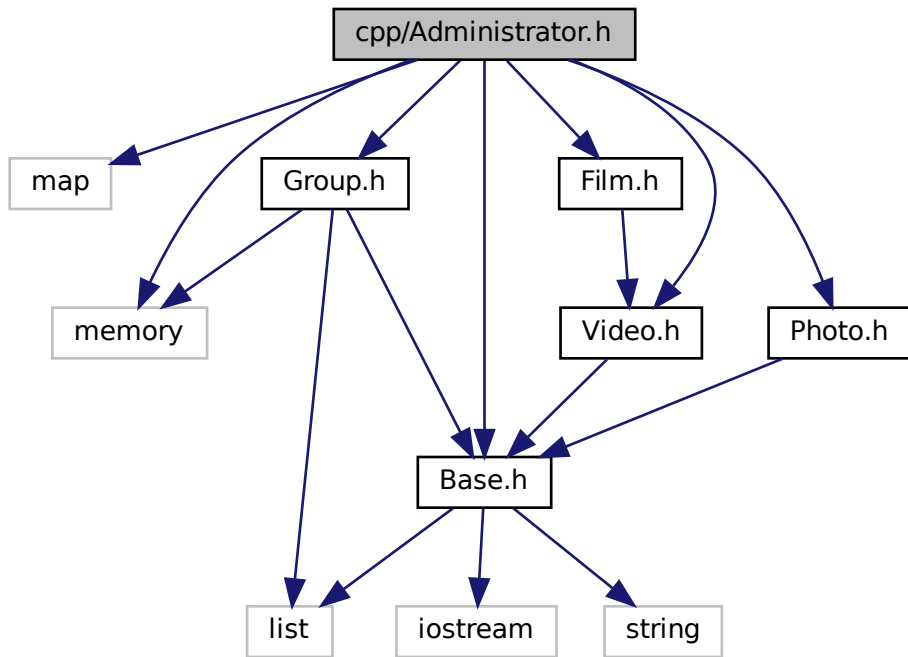 cpp/Administrator.h
map
Group.h
Film.h
memory
Video.h
Photo.h
Base.h
list
iostream
string